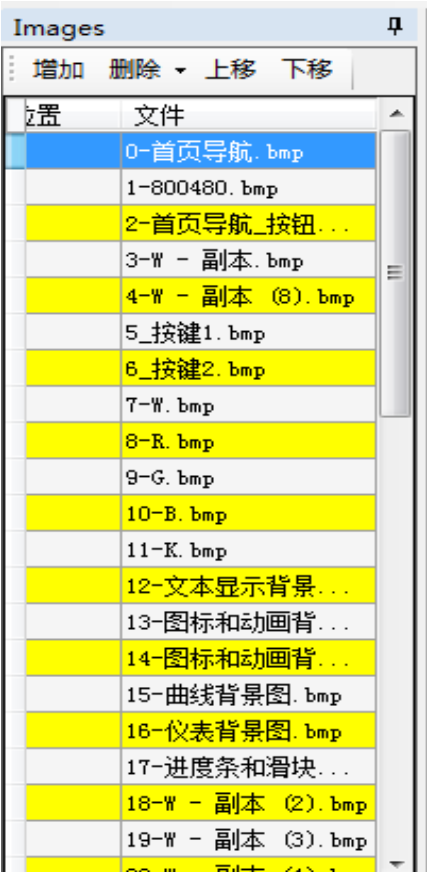 Images
增加 删除 上移 下移
位置 文件
0-首页导航.bmp
1-800480.bmp
2-首页导航_按钮...
3-W - 副本.bmp
4-W - 副本 (8).bmp
5_按键1.bmp
6_按键2.bmp
7-W.bmp
8-R.bmp
9-G.bmp
10-B.bmp
11-K.bmp
12-文本显示背景...
13-图标和动画背...
14-图标和动画背...
15-曲线背景图.bmp
16-仪表背景图.bmp
17-进度条和滑块...
18-W - 副本 (2).bmp
19-W - 副本 (3).bmp